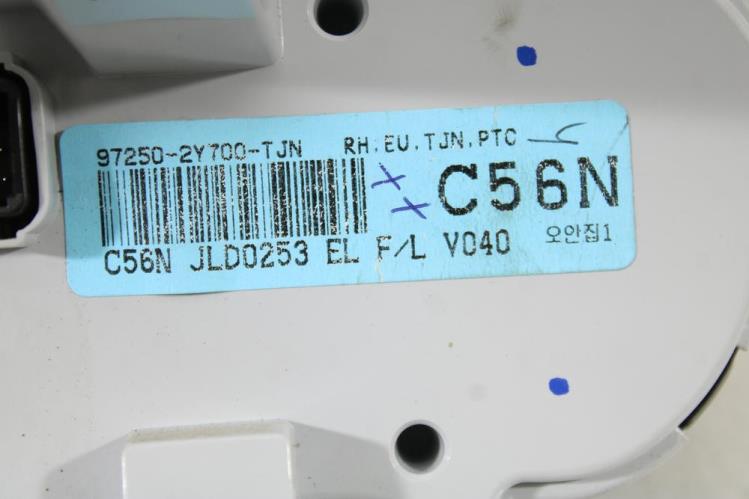 97250-2Y700-TJN RH.EU.TJN.PTC
C56N
C56N JLD0253 EL F/L V040 오안집1